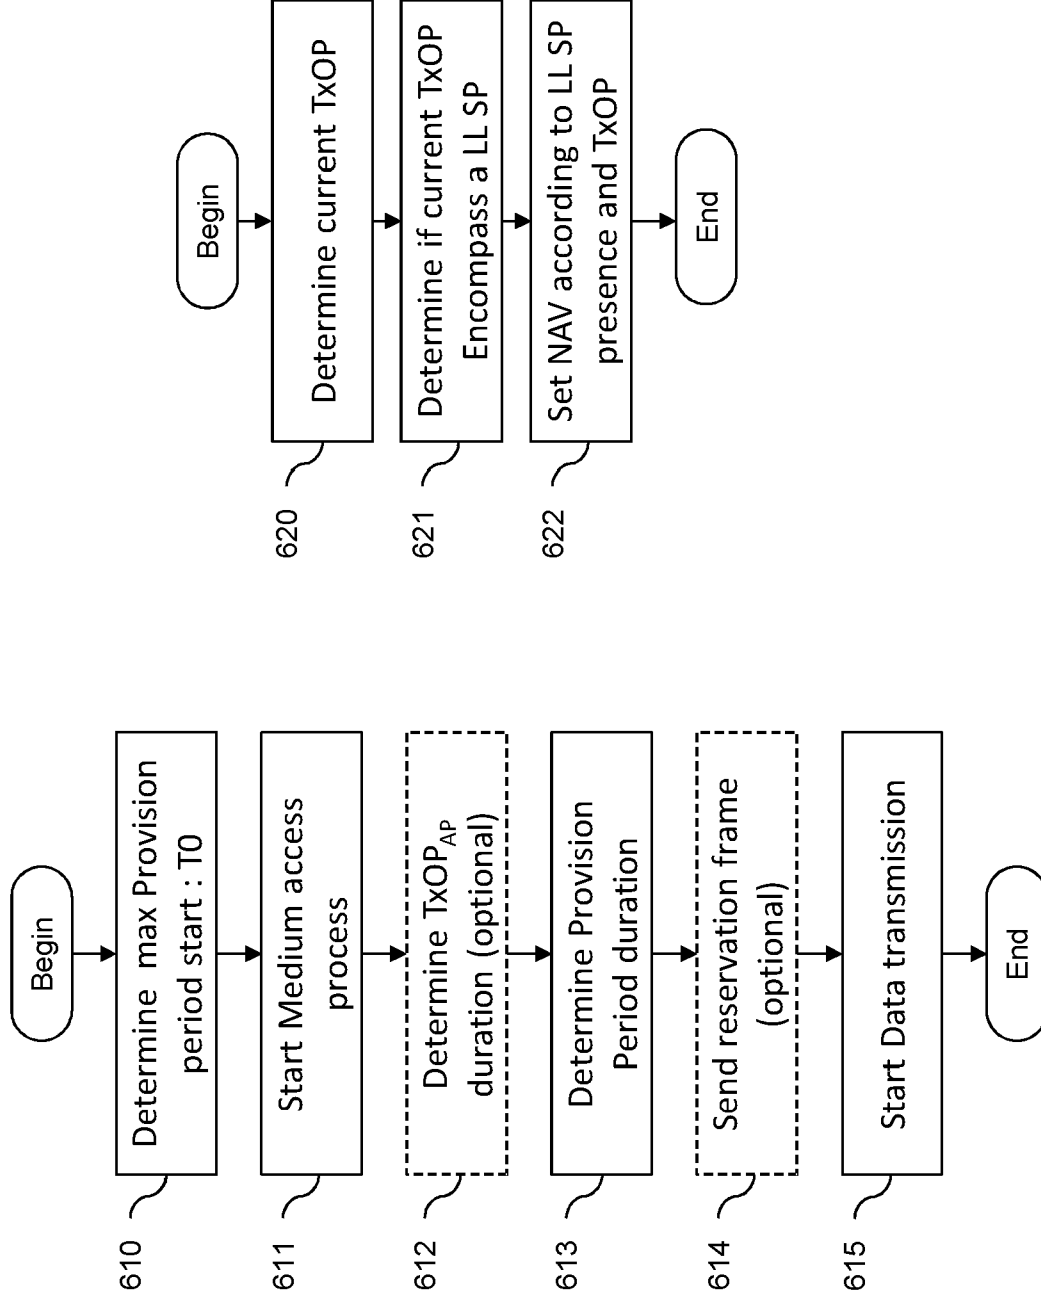 Begin
610
Determine max Provision
period start : T0
611
Start Medium access
process
612
Determine TxOP_AP
duration (optional)
613
Determine Provision
Period duration
614
Send reservation frame
(optional)
615
Start Data transmission
End
Begin
620
Determine current TxOP
621
Determine if current TxOP
Encompass a LL SP
622
Set NAV according to LL SP
presence and TxOP
End